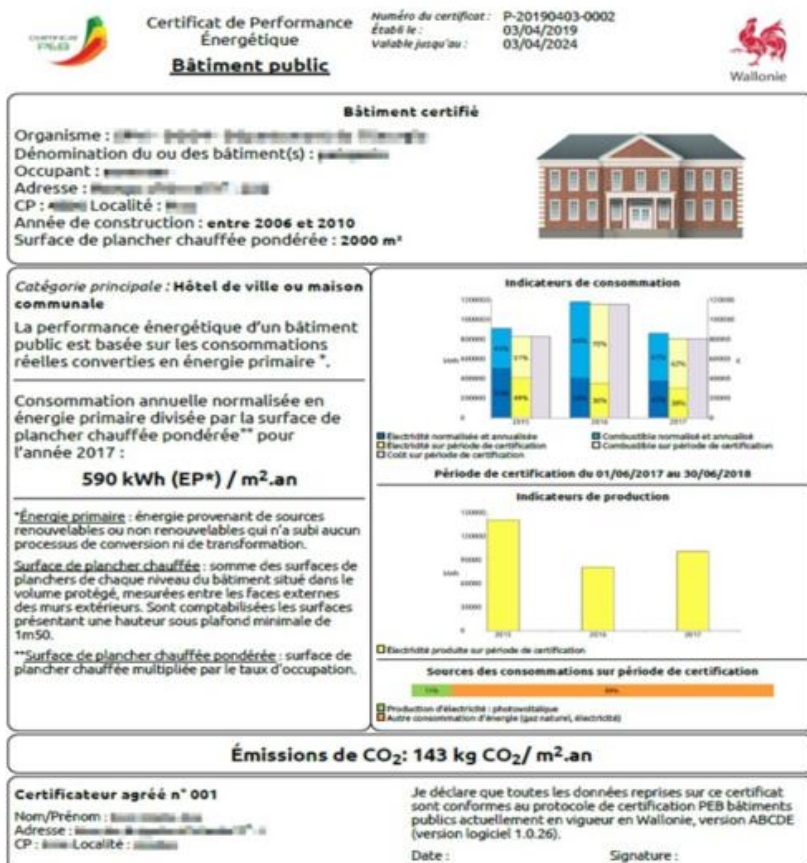 CERTIFICAT
PEB
Certificat de Performance
Énergétique
Bâtiment public
Numéro du certificat : P-20190403-0002
Établi le : 03/04/2019
Valable jusqu'au : 03/04/2024
Wallonie
Bâtiment certifié
Organisme :
Dénomination du ou des bâtiment(s) :
Occupant :
Adresse :
CP : Localité :
Année de construction : entre 2006 et 2010
Surface de plancher chauffée pondérée : 2000 m²
Catégorie principale : Hôtel de ville ou maison
communale
La performance énergétique d'un bâtiment
public est basée sur les consommations
réelles converties en énergie primaire *.
Consommation annuelle normalisée en
énergie primaire divisée par la surface de
plancher chauffée pondérée** pour
l'année 2017 :
590 kWh (EP*) / m².an
*Énergie primaire : énergie provenant de sources
renouvelables ou non renouvelables qui n'a subi aucun
processus de conversion ni de transformation.
Surface de plancher chauffée : somme des surfaces de
planchers de chaque niveau du bâtiment situé dans le
volume protégé, mesurées entre les faces externes
des murs extérieurs. Sont comptabilisées les surfaces
présentant une hauteur sous plafond minimale de
1m50.
**Surface de plancher chauffée pondérée : surface de
plancher chauffée multipliée par le taux d'occupation.
Indicateurs de consommation
kWh
€
2015 2016 2017
Électricité normalisée et annualisée
Combustible normalisé et annualisé
Électricité sur période de certification
Combustible sur période de certification
Coût sur période de certification
Période de certification du 01/06/2017 au 30/06/2018
Indicateurs de production
kWh
2015 2016 2017
Électricité produite sur période de certification
Sources des consommations sur période de certification
Production d'électricité : photovoltaïque
Autre consommation d'énergie (gaz naturel, électricité)
Émissions de CO₂: 143 kg CO₂/ m².an
Certificateur agréé n° 001
Nom/Prénom :
Adresse :
CP : Localité :
Je déclare que toutes les données reprises sur ce certificat
sont conformes au protocole de certification PEB bâtiments
publics actuellement en vigueur en Wallonie, version ABCDE
(version logiciel 1.0.26).
Date : Signature :